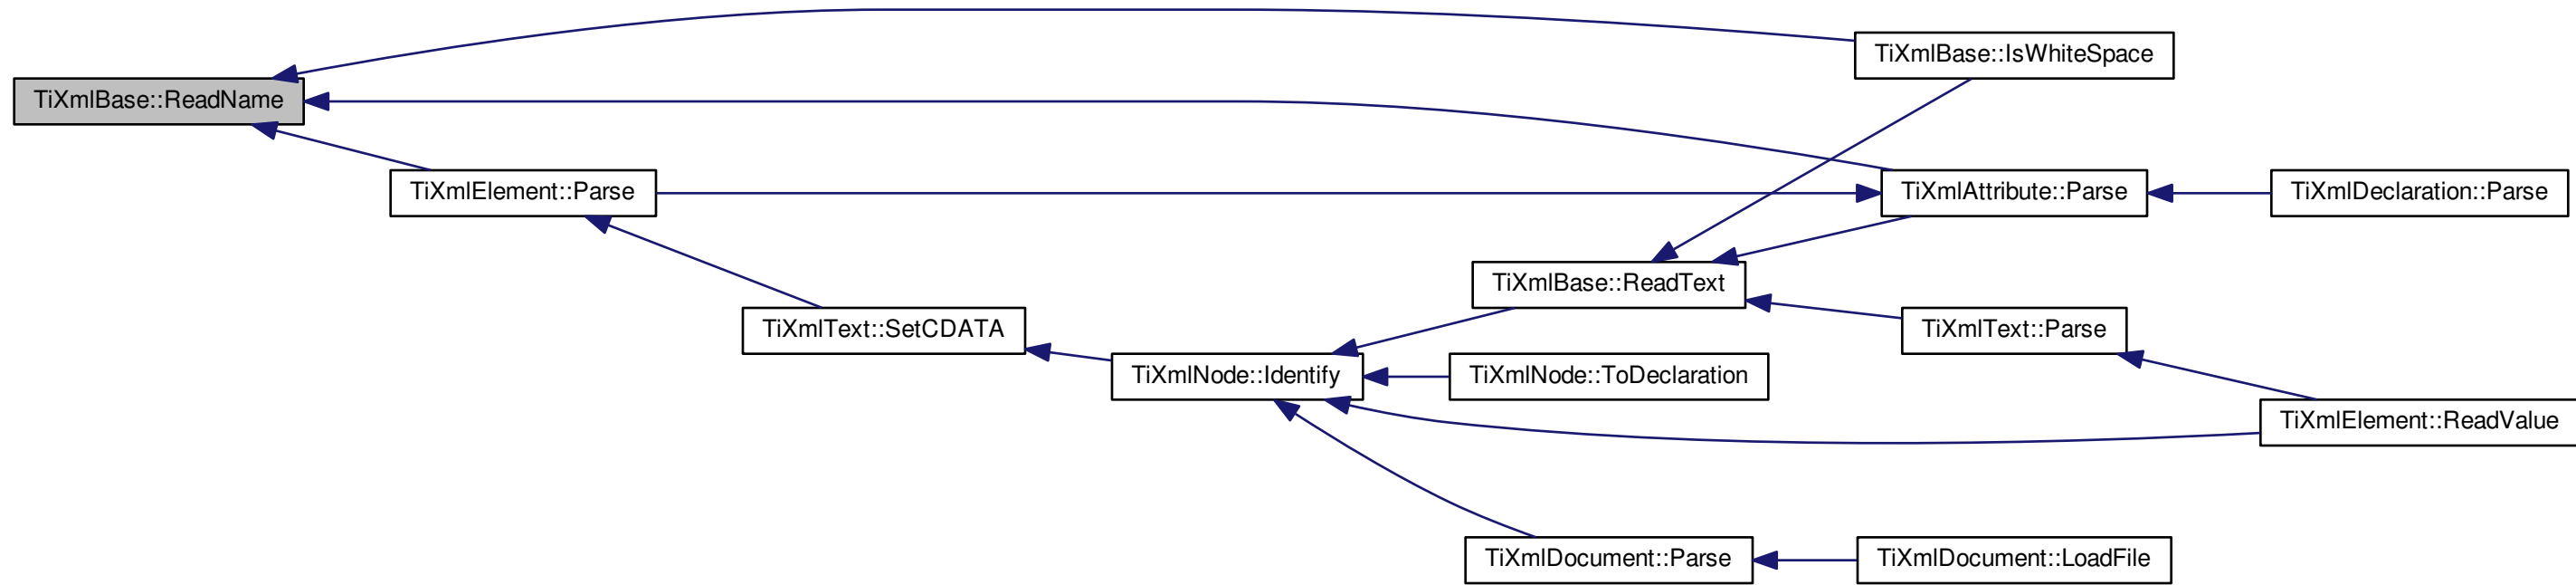 TiXmlBase::IsWhiteSpace
TiXmlBase::ReadName
TiXmlElement::Parse
TiXmlAttribute::Parse
TiXmlDeclaration::Parse
TiXmlBase::ReadText
TiXmlText::SetCDATA
TiXmlText::Parse
TiXmlNode::Identify
TiXmlNode::ToDeclaration
TiXmlElement::ReadValue
TiXmlDocument::Parse
TiXmlDocument::LoadFile